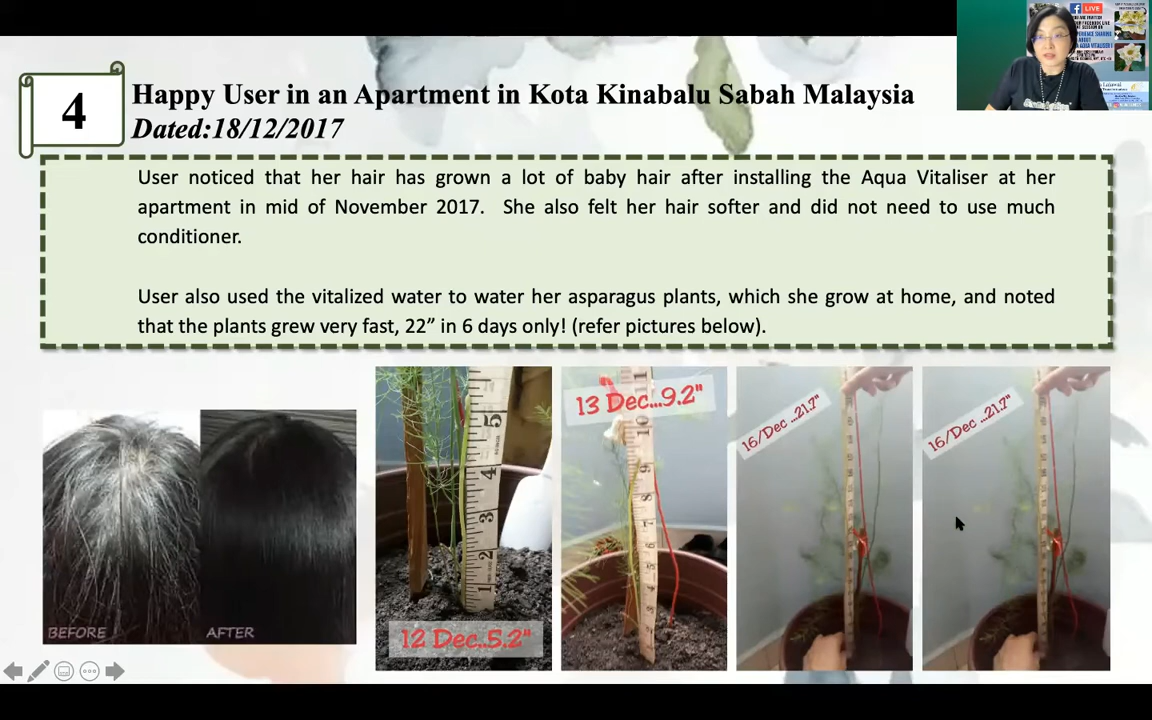 4
Happy User in an Apartment in Kota Kinabalu Sabah Malaysia
Dated:18/12/2017
LIVE
User noticed that her hair has grown a lot of baby hair after installing the Aqua Vitaliser at her
apartment in mid of November 2017. She also felt her hair softer and did not need to use much
conditioner.
User also used the vitalized water to water her asparagus plants, which she grow at home, and noted
that the plants grew very fast, 22” in 6 days only! (refer pictures below).
BEFORE
AFTER
12 Dec..5.2"
13 Dec...9.2"
16/Dec ...21.7"
16/Dec ...21.7"